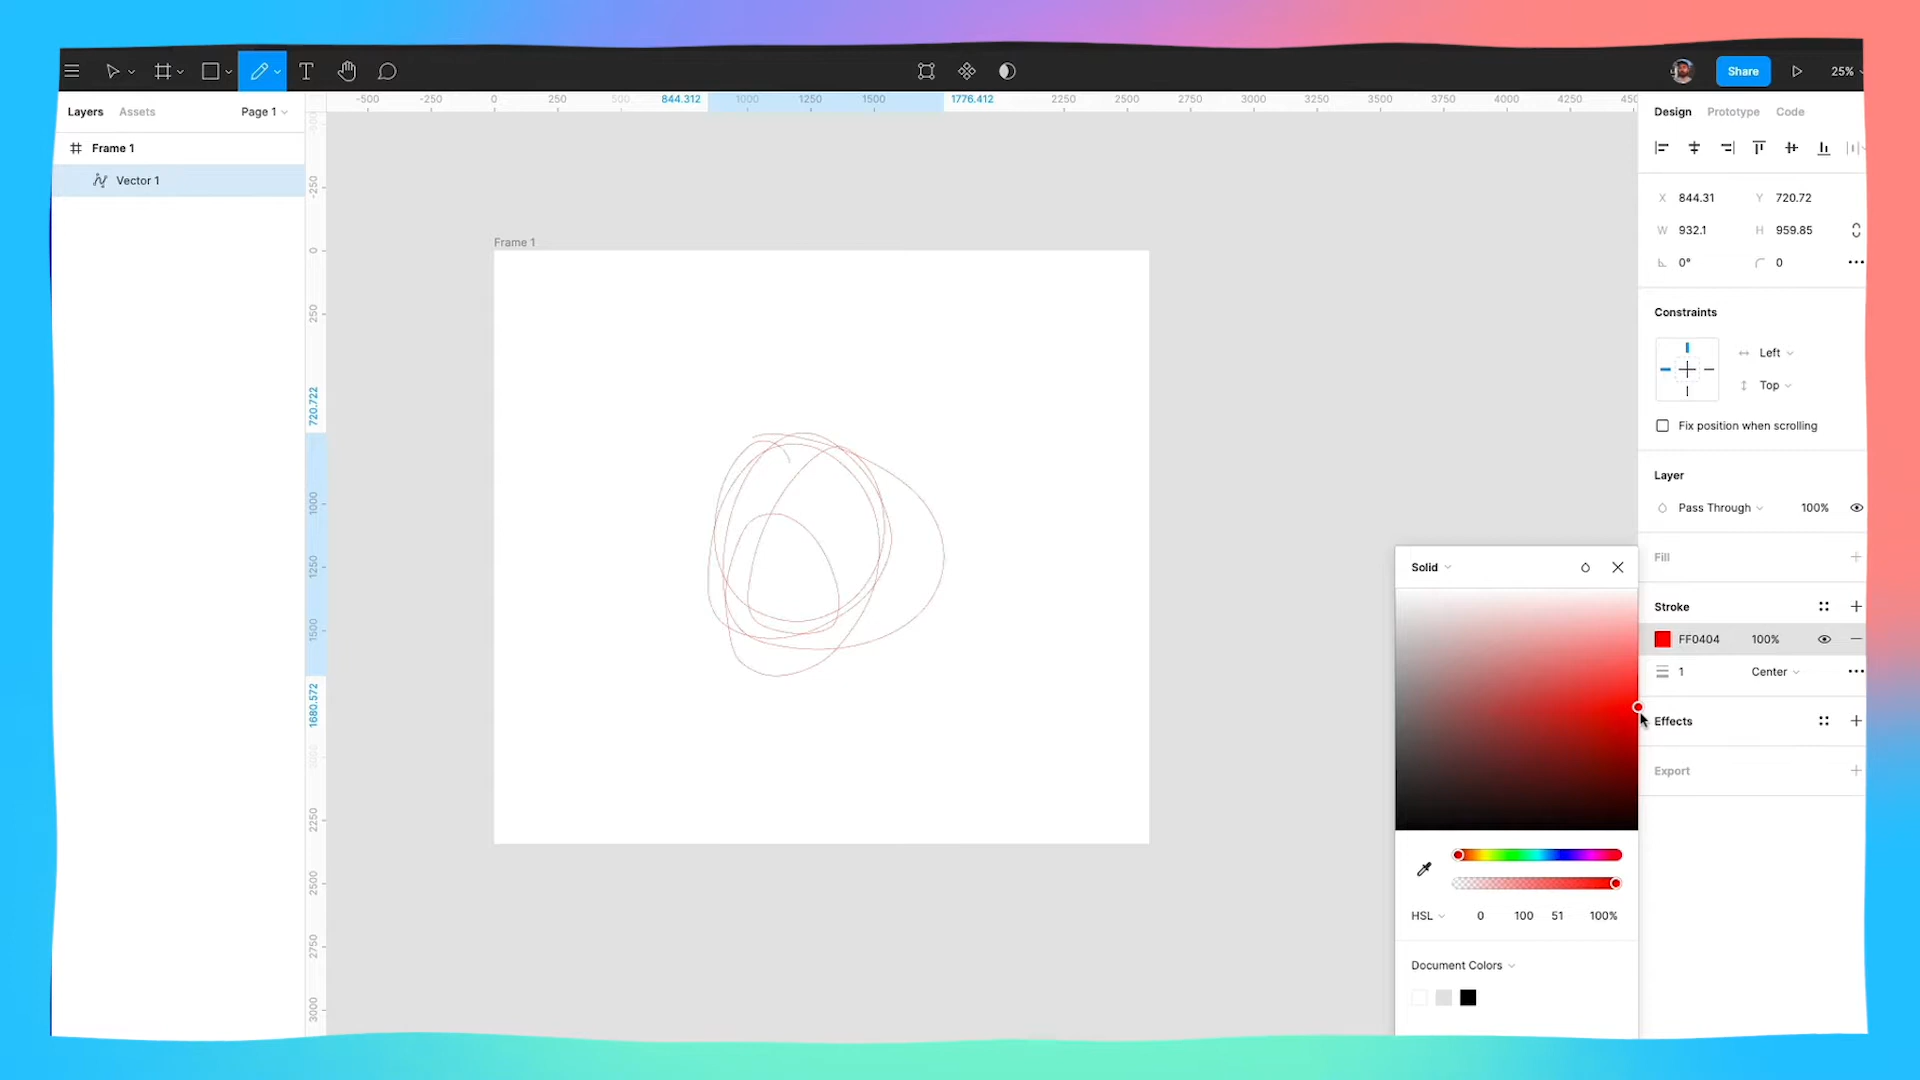 Share
25%
-500 -250 0 250 500 844.312 1000 1250 1500 1776.412 2250 2500 2750 3000 3250 3500 3750 4000 4250
Layers Assets Page 1
Frame 1
Vector 1
-250
0
250
720.722
1000
1250
1500
1680.572
2250
2500
2750
3000
Frame 1
Design Prototype Code
X 844.31 Y 720.72
W 932.1 H 959.85
0° 0
Constraints
Left
Top
Fix position when scrolling
Layer
Pass Through 100%
Fill
Stroke
FF0404 100%
1 Center
Effects
Export
Solid
HSL 0 100 51 100%
Document Colors